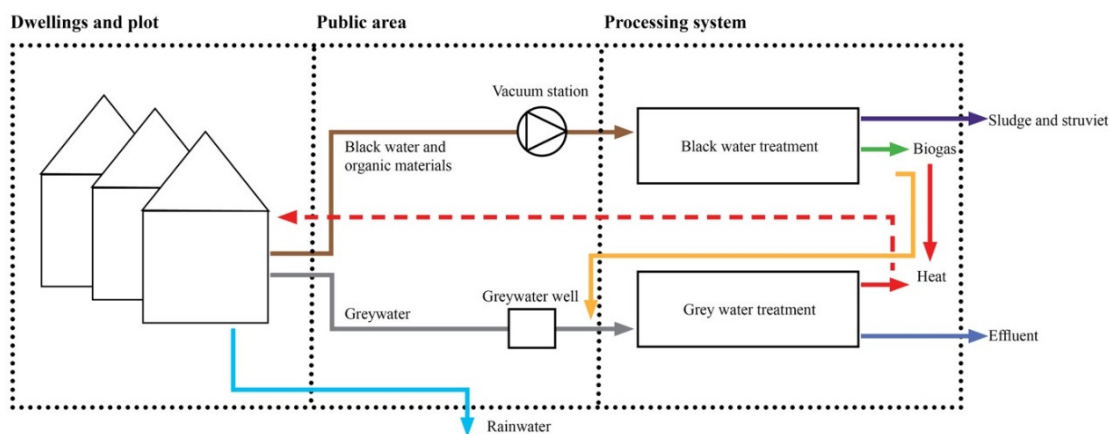 Dwellings and plot
Public area
Processing system
Vacuum station
Black water and
organic materials
Black water treatment
Sludge and struviet
Biogas
Heat
Greywater well
Greywater
Grey water treatment
Effluent
Rainwater